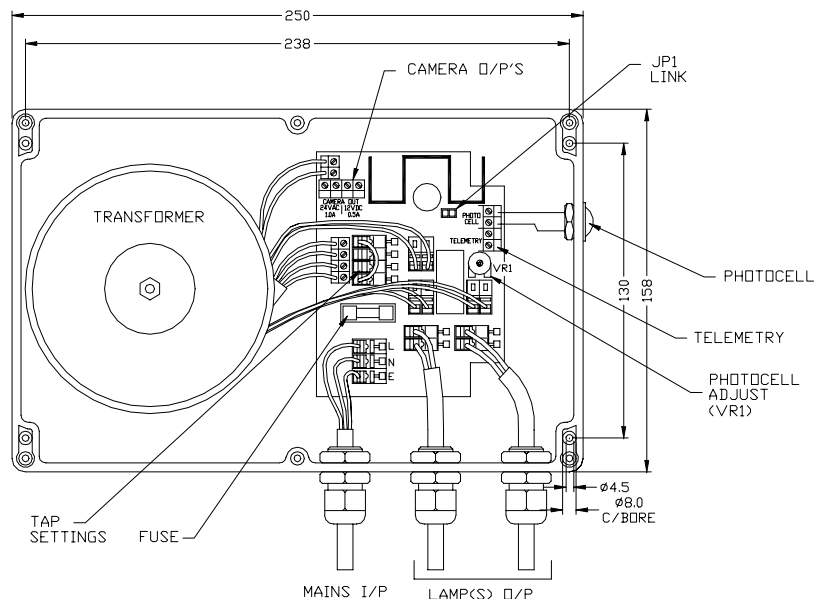 250
238
CAMERA O/P'S
JP1
LINK
TRANSFORMER
CAMERA OUT
24VAC 12VDC
1.0A 0.5A
PHOTO
CELL
TELEMETRY
VR1
PHOTOCELL
130
158
TELEMETRY
L
N
E
PHOTOCELL
ADJUST
(VR1)
ø4.5
ø8.0
C/BORE
TAP
SETTINGS
FUSE
MAINS I/P
LAMP(S) O/P